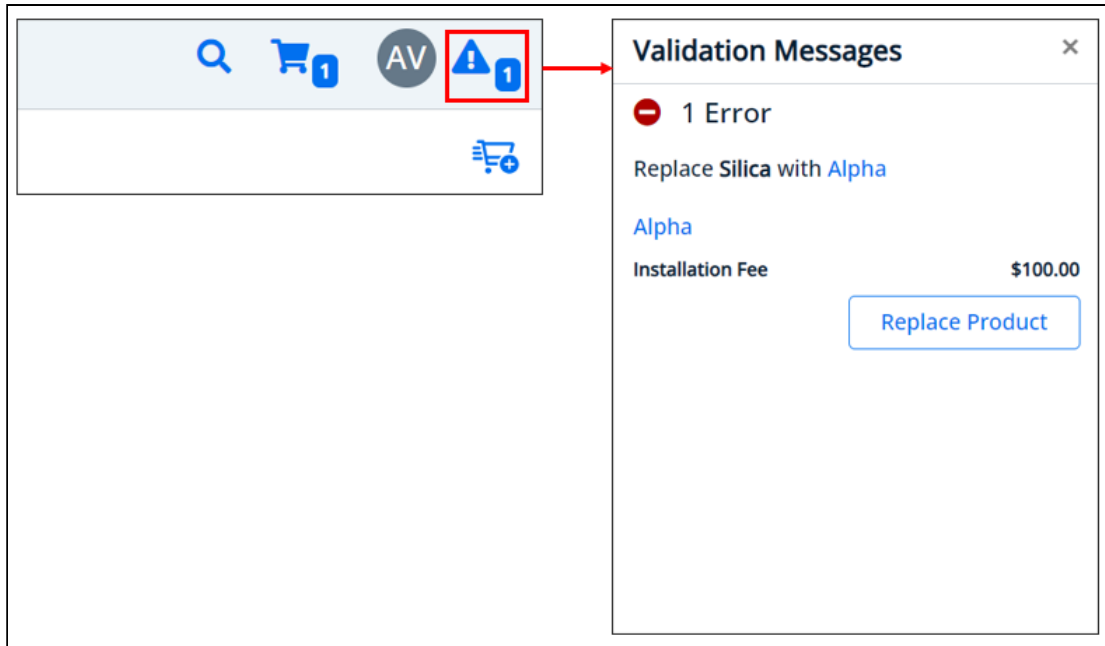 1
AV
1
Validation Messages
1 Error
Replace Silica with Alpha
Alpha
Installation Fee $100.00
Replace Product